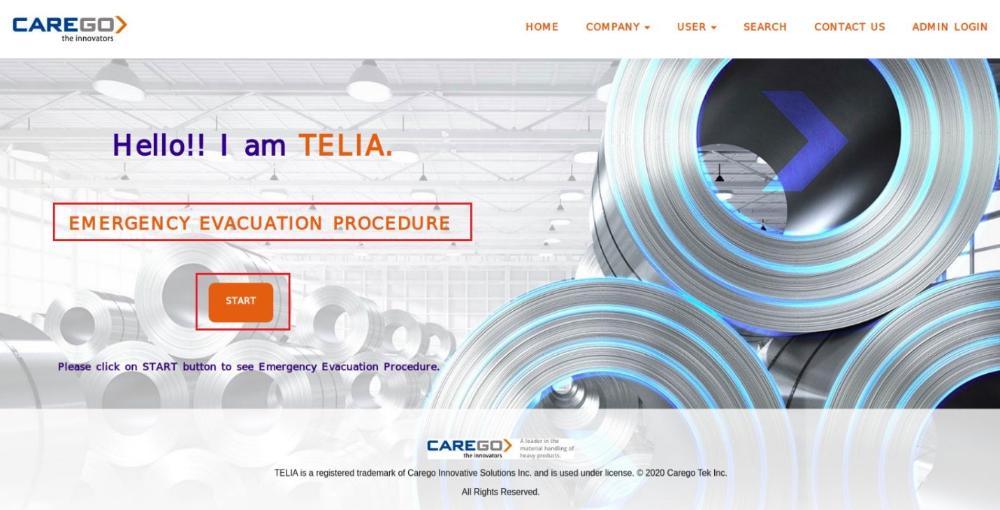 CAREGO
the innovators
HOME COMPANY USER SEARCH CONTACT US ADMIN LOGIN
Hello!! I am TELIA.
EMERGENCY EVACUATION PROCEDURE
START
Please click on START button to see Emergency Evacuation Procedure.
CAREGO
the innovators
A leader in the
material handling of
heavy products.
TELIA is a registered trademark of Carego Innovative Solutions Inc. and is used under license. © 2020 Carego Tek Inc.
All Rights Reserved.